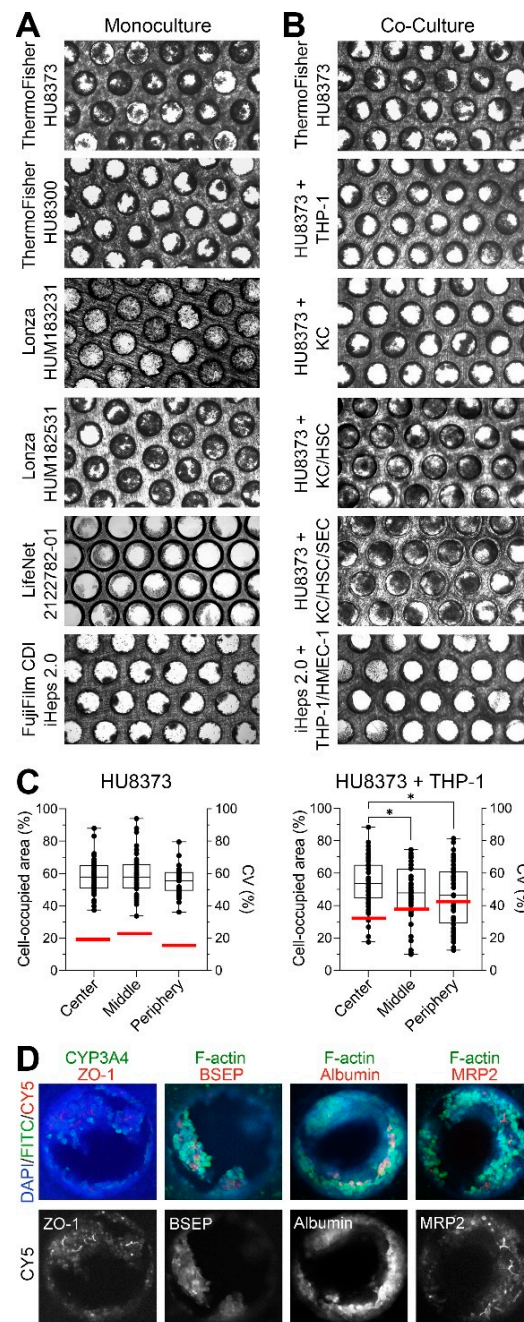 A
Monoculture
ThermoFisher
HU8373
ThermoFisher
HU8300
Lonza
HUM183231
Lonza
HUM182531
LifeNet
2122782-01
FujiFilm CDI
iHeps 2.0
B
Co-Culture
ThermoFisher
HU8373
HU8373 +
THP-1
HU8373 +
KC
HU8373 +
KC/HSC
HU8373 +
KC/HSC/SEC
iHeps 2.0 +
THP-1/HMEC-1
C
HU8373
Cell-occupied area (%)
100
80
60
40
20
0
100
80
60
40
20
0
CV (%)
Center
Middle
Periphery
HU8373 + THP-1
Cell-occupied area (%)
100
80
60
40
20
0
*
*
100
80
60
40
20
0
CV (%)
Center
Middle
Periphery
D
CYP3A4
ZO-1
F-actin
BSEP
F-actin
Albumin
F-actin
MRP2
DAPI/FITC/CY5
CY5
ZO-1
BSEP
Albumin
MRP2